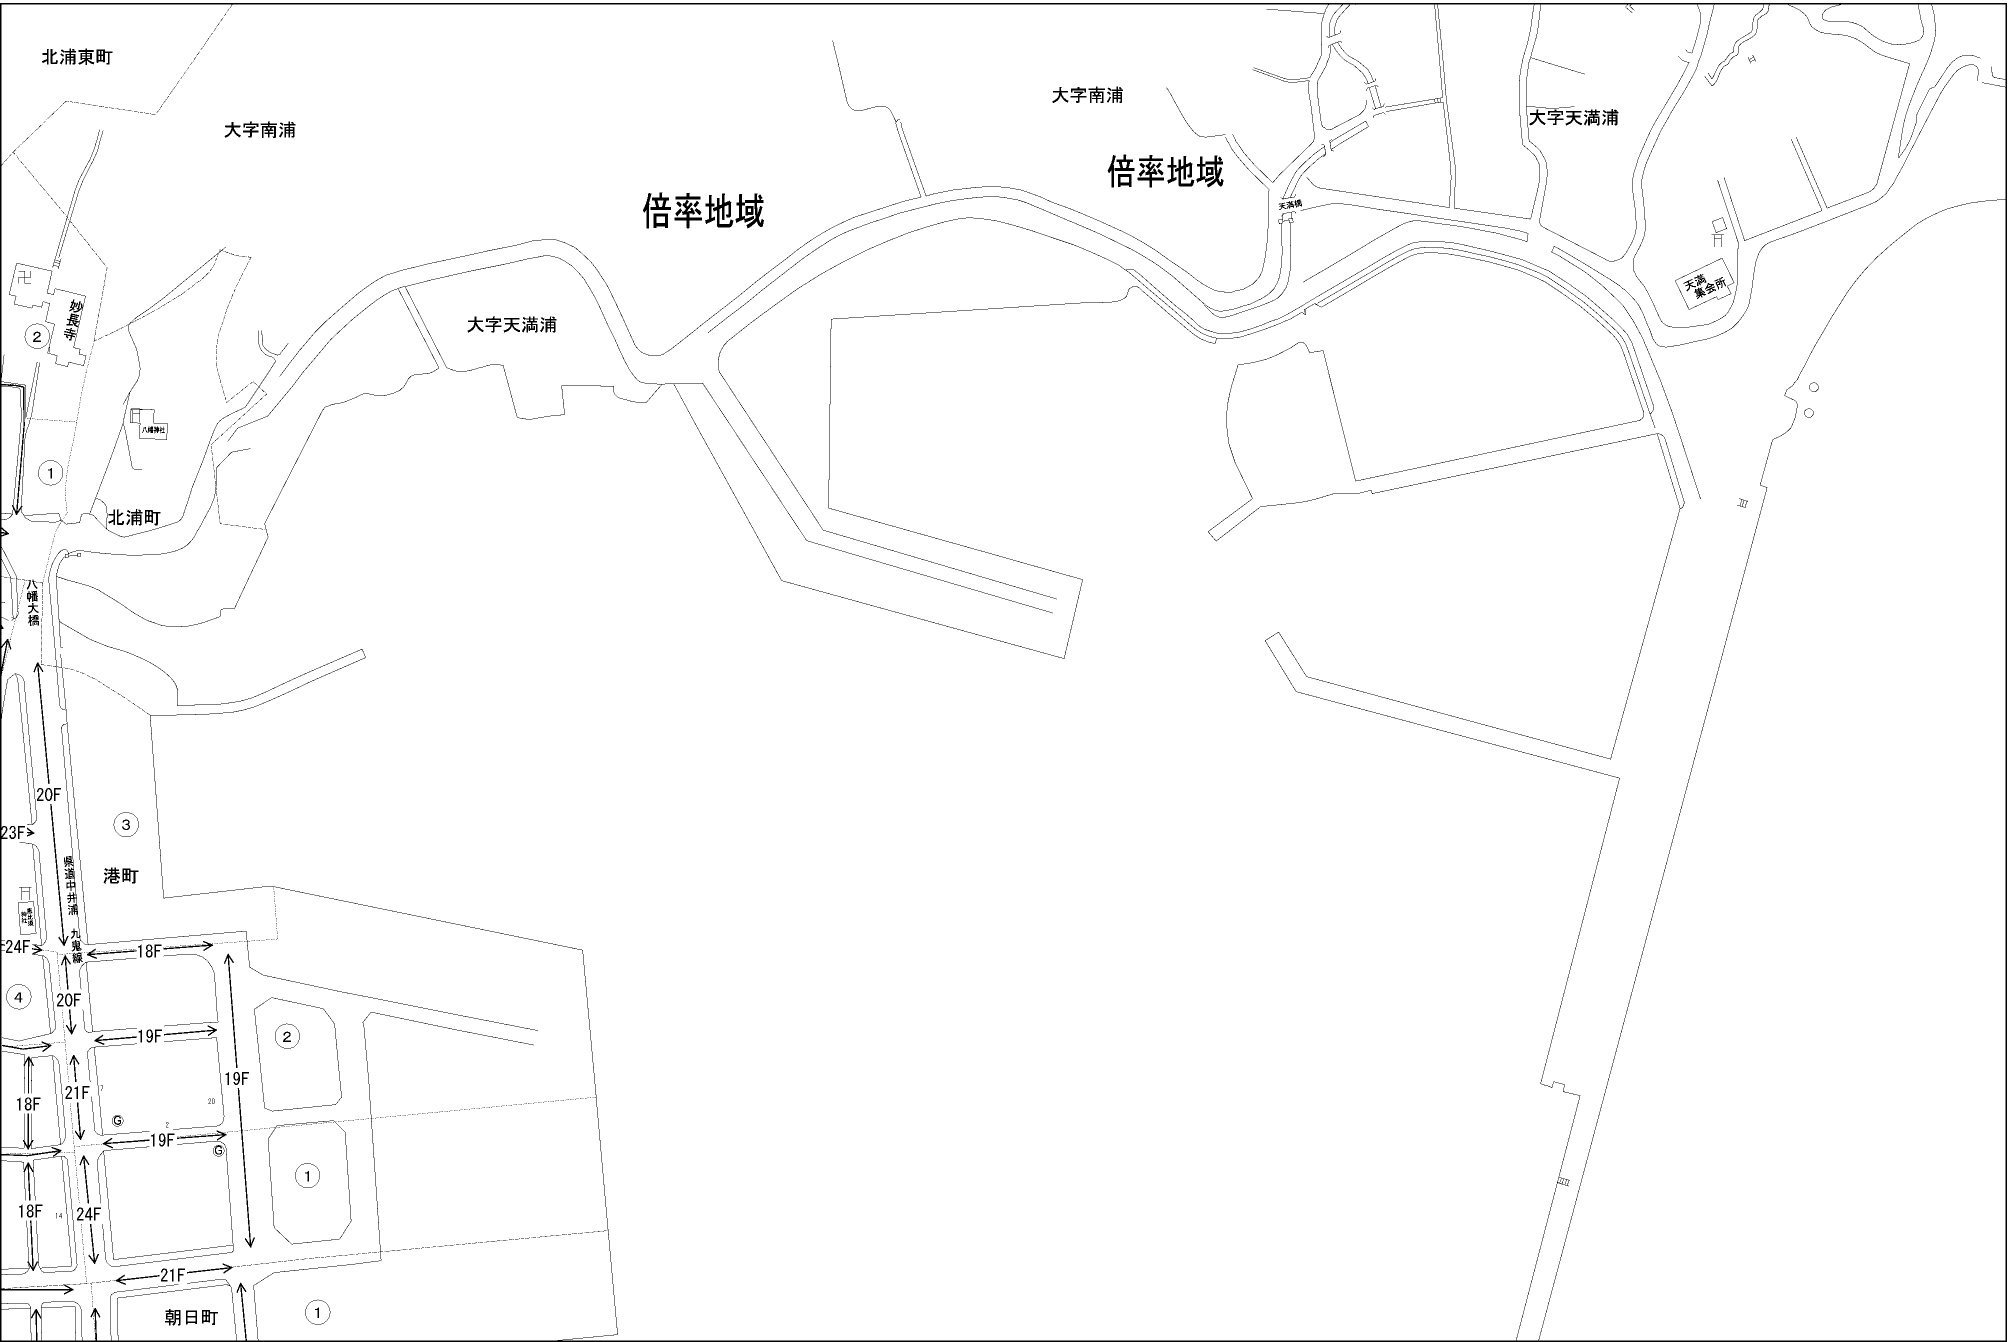 北浦東町
大字南浦
大字南浦
大字天満浦
倍率地域
倍率地域
天満橋
天満
集会所
妙長寺
②
大字天満浦
八幡神社
①
北浦町
八幡大橋
20F
③
23F
県道中井浦
九鬼線
港町
24F
18F
④
20F
19F
②
19F
21F
18F
7
20
G
2
19F
G
①
18F
14
24F
21F
朝日町
①